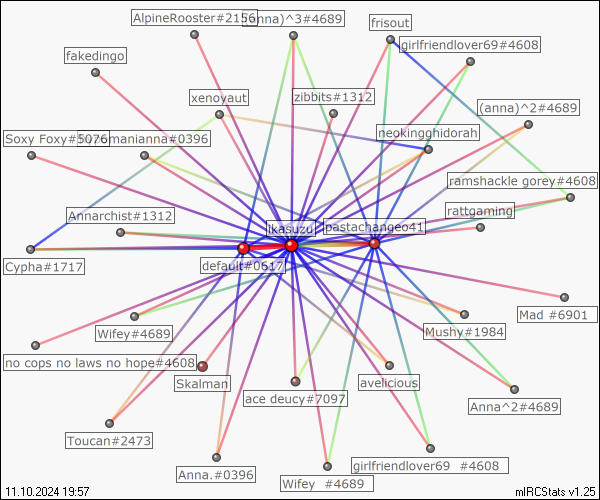 AlpineRooster#2156
(anna)^3#4689
frisout
girlfriendlover69#4608
fakedingo
xenoyaut
zibbits#1312
(anna)^2#4689
Soxy Foxy#5076
manianna#0396
neokingghidorah
ramshackle gorey#4608
Annarchist#1312
ikasuzu
pastachangeo41
rattgaming
Cypha#1717
default#0617
Wifey#4689
Mushy#1984
Mad #6901
no cops no laws no hope#4608
Skalman
ace deucy#7097
avelicious
Anna^2#4689
Toucan#2473
Anna.#0396
Wifey #4689
girlfriendlover69 #4608
11.10.2024 19:57
mIRCStats v1.25